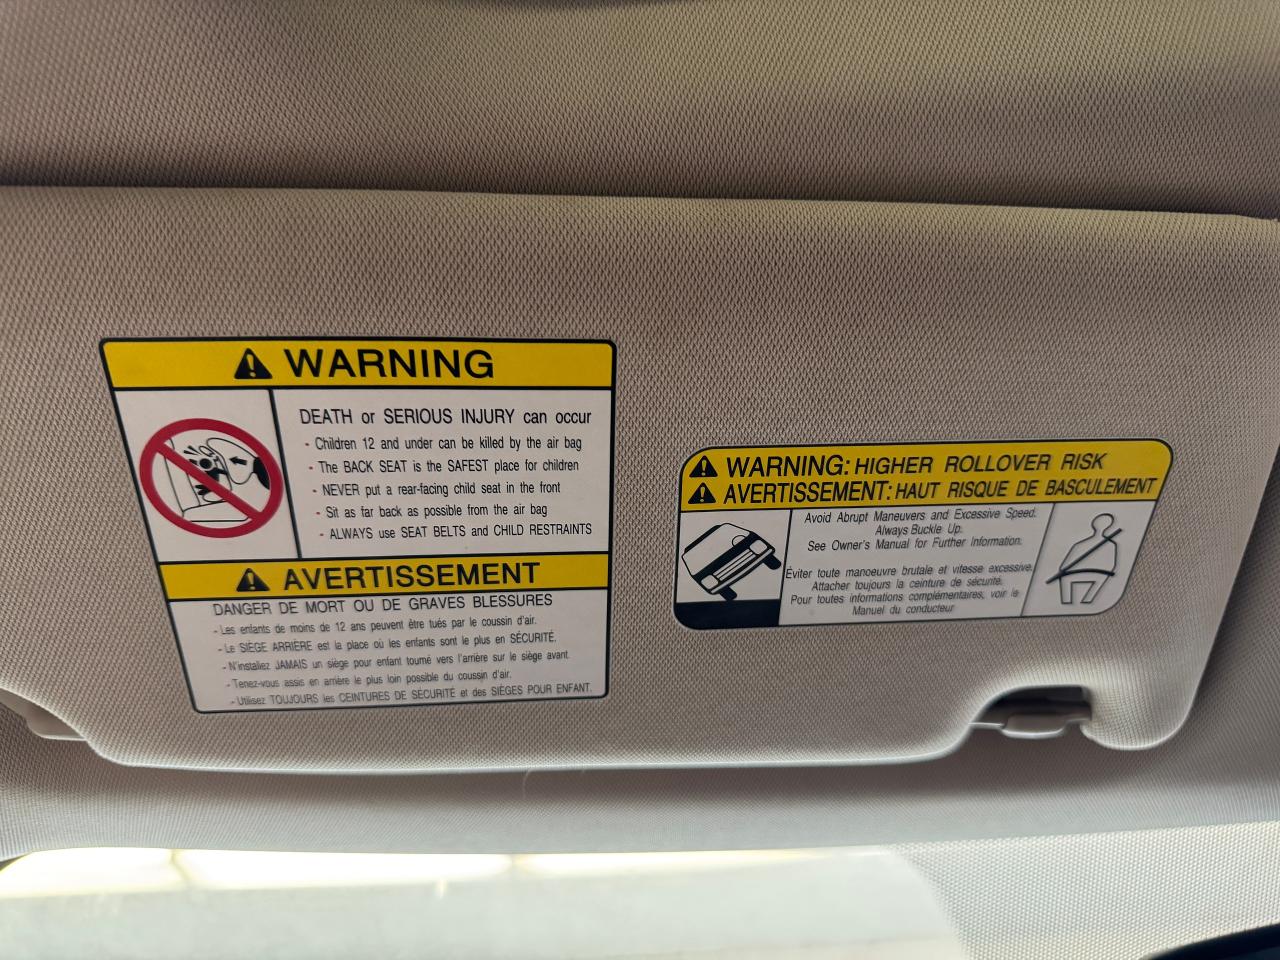 WARNING
DEATH or SERIOUS INJURY can occur
- Children 12 and under can be killed by the air bag
- The BACK SEAT is the SAFEST place for children
- NEVER put a rear-facing child seat in the front
- Sit as far back as possible from the air bag
- ALWAYS use SEAT BELTS and CHILD RESTRAINTS
AVERTISSEMENT
DANGER DE MORT OU DE GRAVES BLESSURES
- Les enfants de moins de 12 ans peuvent être tués par le coussin d'air.
- Le SIÈGE ARRIÈRE est la place où les enfants sont le plus en SÉCURITÉ.
- N'installez JAMAIS un siège pour enfant tourné vers l'arrière sur le siège avant.
- Tenez-vous assis en arrière le plus loin possible du coussin d'air.
- Utilisez TOUJOURS les CEINTURES DE SÉCURITÉ et des SIÈGES POUR ENFANT.
WARNING: HIGHER ROLLOVER RISK
AVERTISSEMENT: HAUT RISQUE DE BASCULEMENT
Avoid Abrupt Maneuvers and Excessive Speed.
Always Buckle Up.
See Owner's Manual for Further Information.
Éviter toute manoeuvre brutale et vitesse excessive.
Attacher toujours la ceinture de sécurité.
Pour toutes informations complémentaires, voir le
Manuel du conducteur